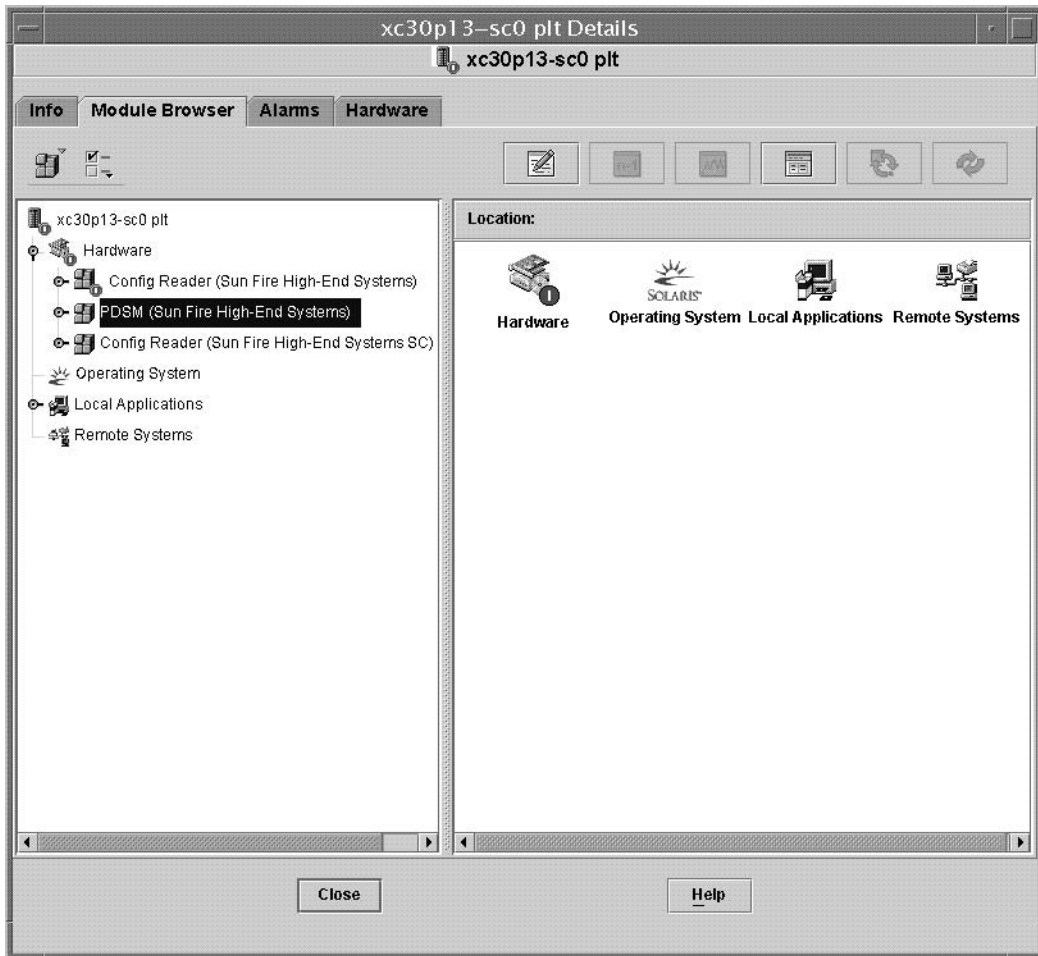 xc30p13-sc0 plt Details
xc30p13-sc0 plt
Info Module Browser Alarms Hardware
xc30p13-sc0 plt
Hardware
Config Reader (Sun Fire High-End Systems)
PDSM (Sun Fire High-End Systems)
Config Reader (Sun Fire High-End Systems SC)
Operating System
Local Applications
Remote Systems
Location:
SOLARIS
Hardware Operating System Local Applications Remote Systems
Close Help